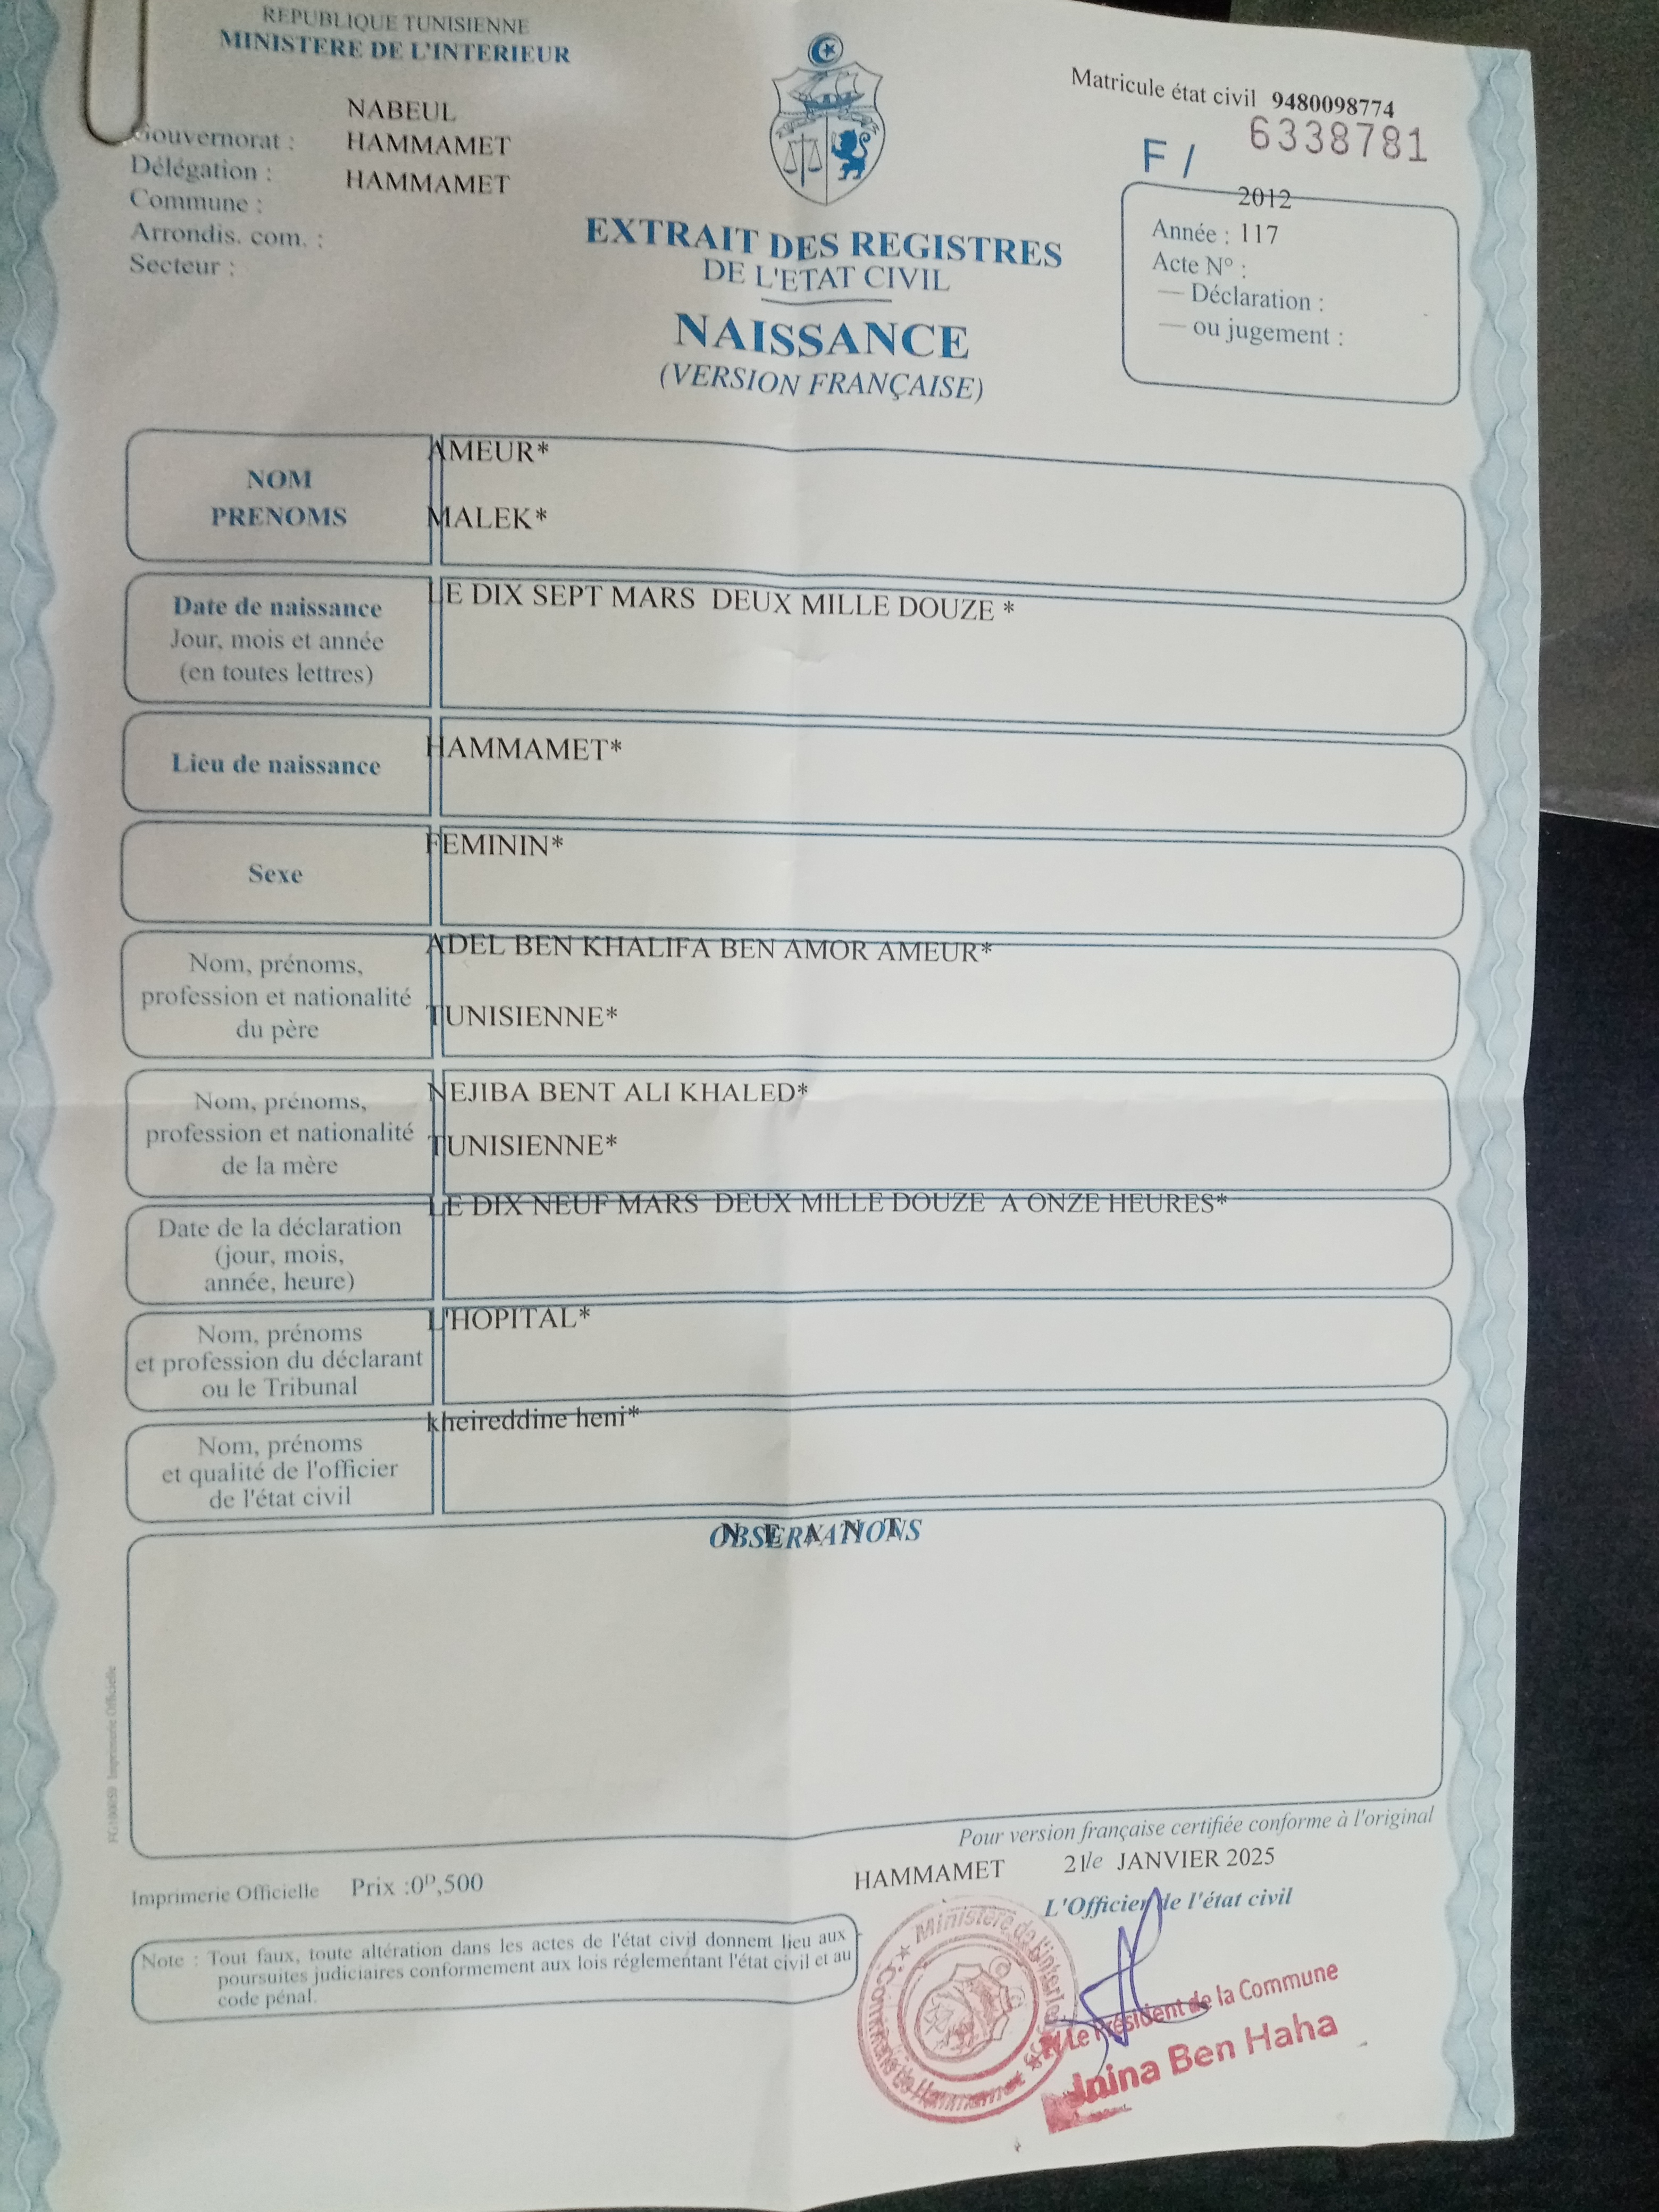 REPUBLIQUE TUNISIENNE
MINISTERE DE L'INTERIEUR
NABEUL
Gouvernorat : HAMMAMET
Délégation : HAMMAMET
Commune :
Arrondis. com. :
Secteur :
Matricule état civil 9480098774
F / 6338781
2012
Année : 117
Acte N° :
— Déclaration :
— ou jugement :
EXTRAIT DES REGISTRES
DE L'ETAT CIVIL
NAISSANCE
(VERSION FRANÇAISE)
NOM
PRENOMS
AMEUR*
MALEK*
Date de naissance
Jour, mois et année
(en toutes lettres)
LE DIX SEPT MARS DEUX MILLE DOUZE *
Lieu de naissance
HAMMAMET*
Sexe
FEMININ*
Nom, prénoms,
profession et nationalité
du père
ADEL BEN KHALIFA BEN AMOR AMEUR*
TUNISIENNE*
Nom, prénoms,
profession et nationalité
de la mère
NEJIBA BENT ALI KHALED*
TUNISIENNE*
Date de la déclaration
(jour, mois,
année, heure)
LE DIX NEUF MARS DEUX MILLE DOUZE A ONZE HEURES*
Nom, prénoms
et profession du déclarant
ou le Tribunal
L'HOPITAL*
Nom, prénoms
et qualité de l'officier
de l'état civil
kheireddine heni*
OBSERVATIONS
N E A N T
Pour version française certifiée conforme à l'original
HAMMAMET 21 le JANVIER 2025
L'Officier de l'état civil
Imprimerie Officielle Prix :0ᴰ,500
Note : Tout faux, toute altération dans les actes de l'état civil donnent lieu aux
poursuites judiciaires conformement aux lois réglementant l'état civil et au
code pénal.
Imprimerie Officielle
Ministère de l'Interieur
Commune de Hammamet
Le Président de la Commune
Ben Haha